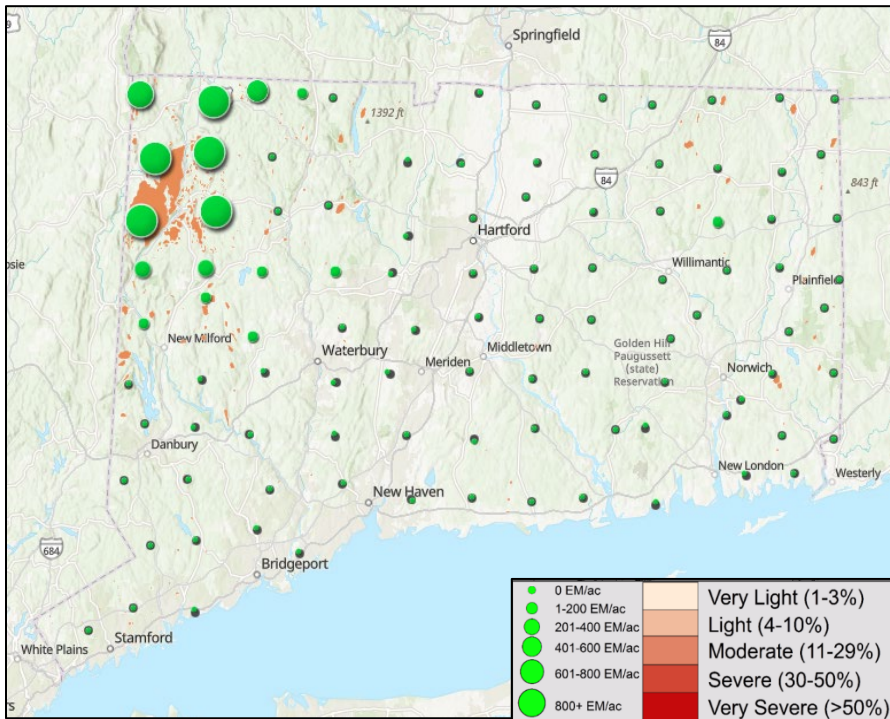 Springfield
84
9
1392 ft
84
843 ft
Hartford
osie
Willimantic
Plainfield
New Milford
Waterbury
Meriden
Middletown
Golden Hill
Paugussett
(state)
Reservation
Norwich
Danbury
New London
Westerly
New Haven
684
Bridgeport
Stamford
White Plains
rs
0 EM/ac
1-200 EM/ac
201-400 EM/ac
401-600 EM/ac
601-800 EM/ac
800+ EM/ac
Very Light (1-3%)
Light (4-10%)
Moderate (11-29%)
Severe (30-50%)
Very Severe (>50%)